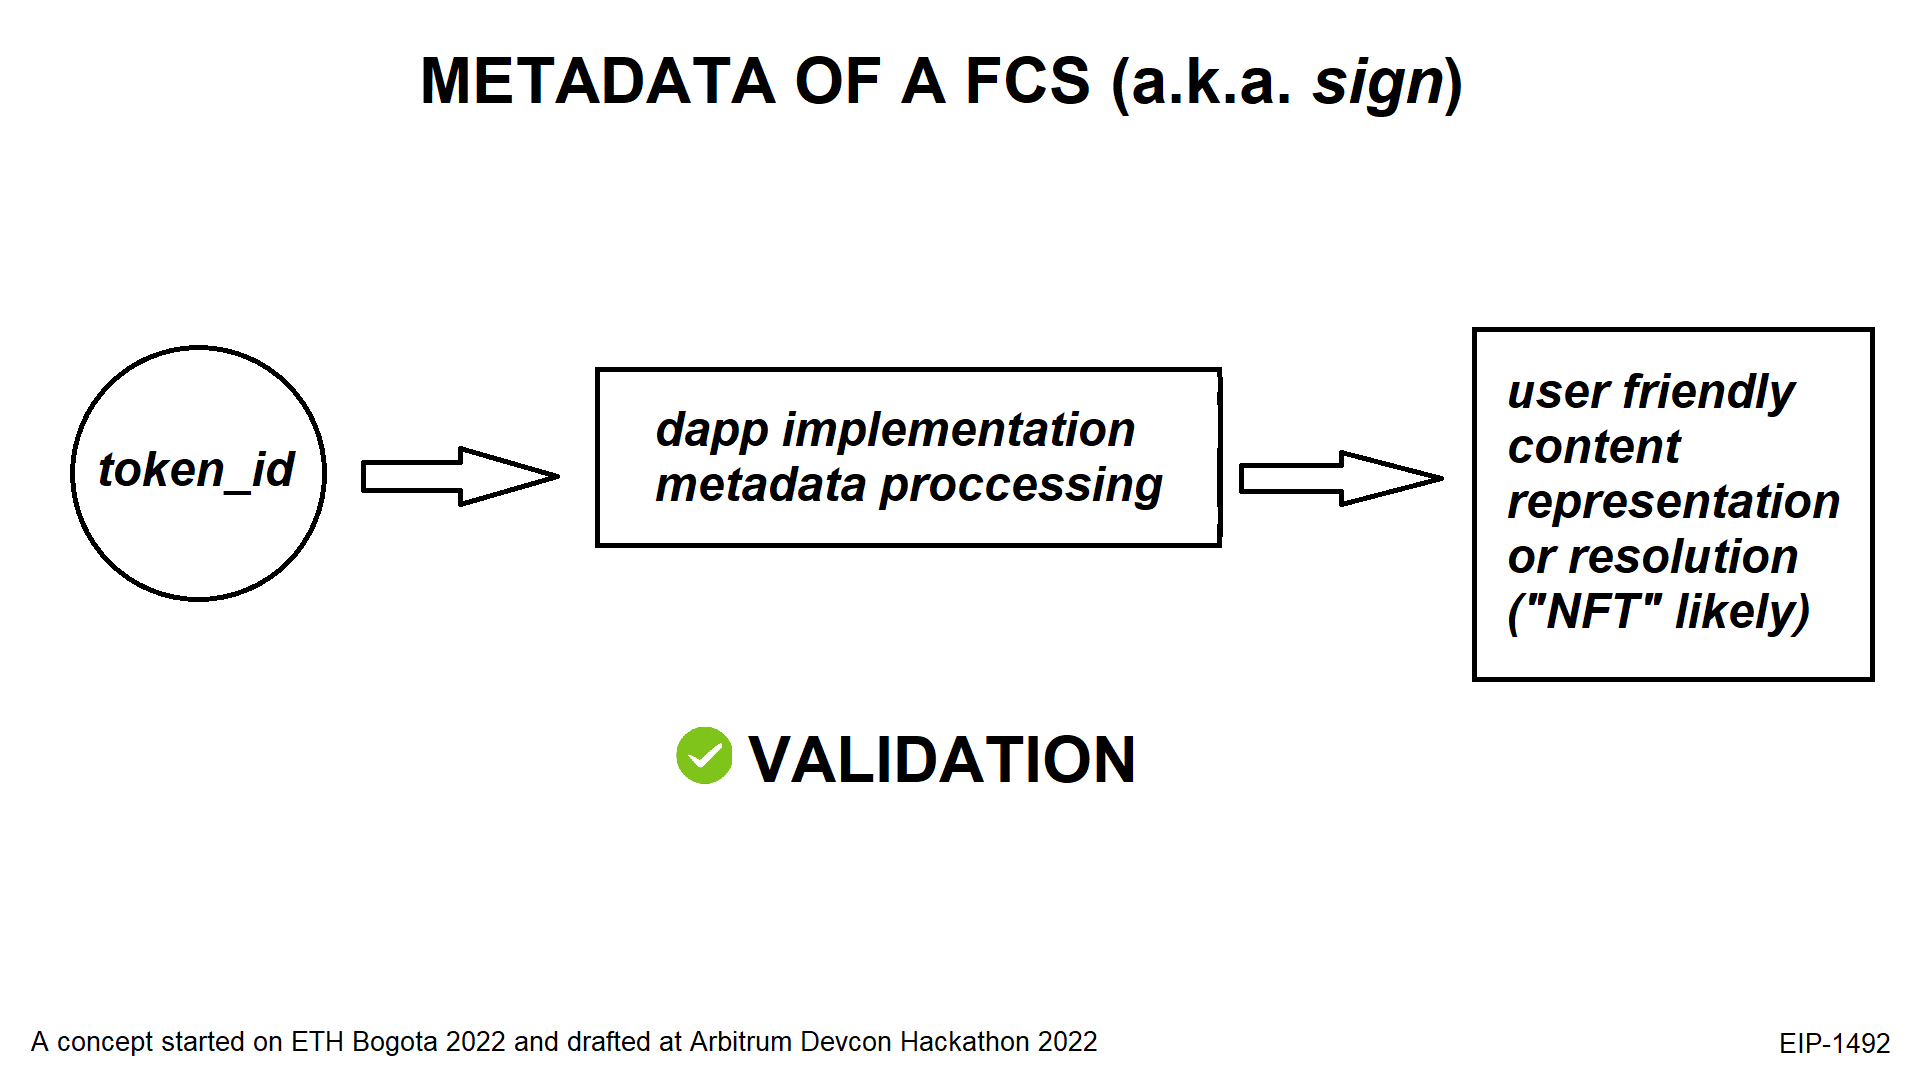 METADATA OF A FCS (a.k.a. sign)
token_id
dapp implementation
metadata proccessing
user friendly
content
representation
or resolution
("NFT" likely)
VALIDATION
A concept started on ETH Bogota 2022 and drafted at Arbitrum Devcon Hackathon 2022
EIP-1492